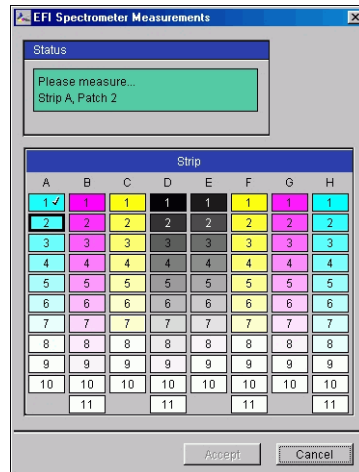 EFI Spectrometer Measurements
Status
Please measure...
Strip A, Patch 2
Strip
A B C D E F G H
1 1 1 1 1 1 1 1
2 2 2 2 2 2 2 2
3 3 3 3 3 3 3 3
4 4 4 4 4 4 4 4
5 5 5 5 5 5 5 5
6 6 6 6 6 6 6 6
7 7 7 7 7 7 7 7
8 8 8 8 8 8 8 8
9 9 9 9 9 9 9 9
10 10 10 10 10 10 10 10
11 11 11 11
Accept Cancel